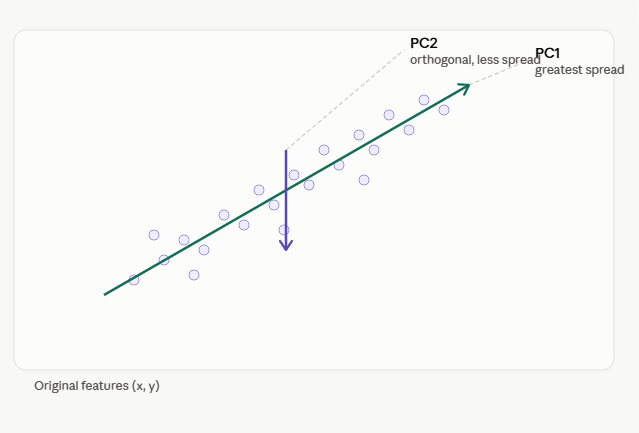 PC2
orthogonal, less spread
PC1
greatest spread
Original features (x, y)